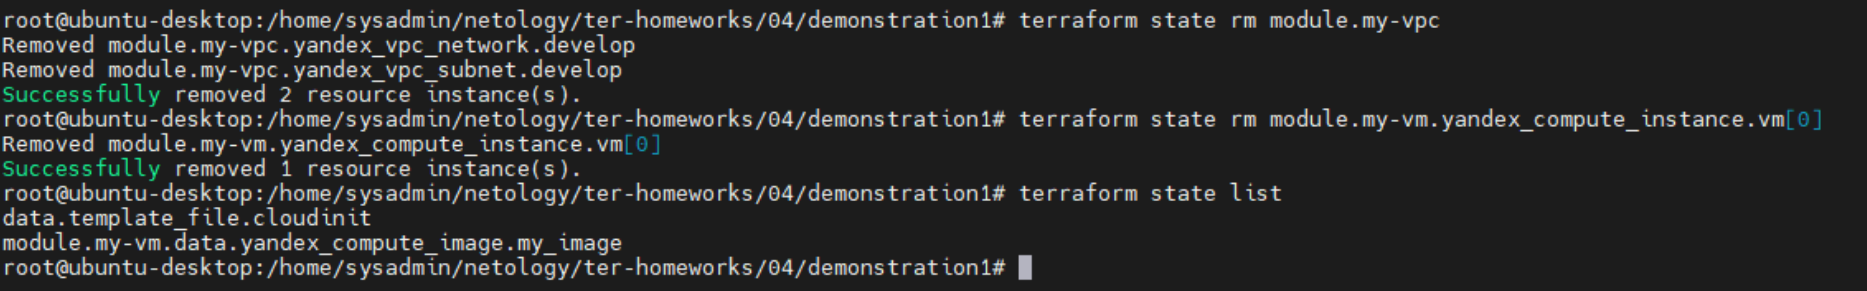 root@ubuntu-desktop:/home/sysadmin/netology/ter-homeworks/04/demonstration1# terraform state rm module.my-vpc
Removed module.my-vpc.yandex_vpc_network.develop
Removed module.my-vpc.yandex_vpc_subnet.develop
Successfully removed 2 resource instance(s).
root@ubuntu-desktop:/home/sysadmin/netology/ter-homeworks/04/demonstration1# terraform state rm module.my-vm.yandex_compute_instance.vm[0]
Removed module.my-vm.yandex_compute_instance.vm[0]
Successfully removed 1 resource instance(s).
root@ubuntu-desktop:/home/sysadmin/netology/ter-homeworks/04/demonstration1# terraform state list
data.template_file.cloudinit
module.my-vm.data.yandex_compute_image.my_image
root@ubuntu-desktop:/home/sysadmin/netology/ter-homeworks/04/demonstration1#